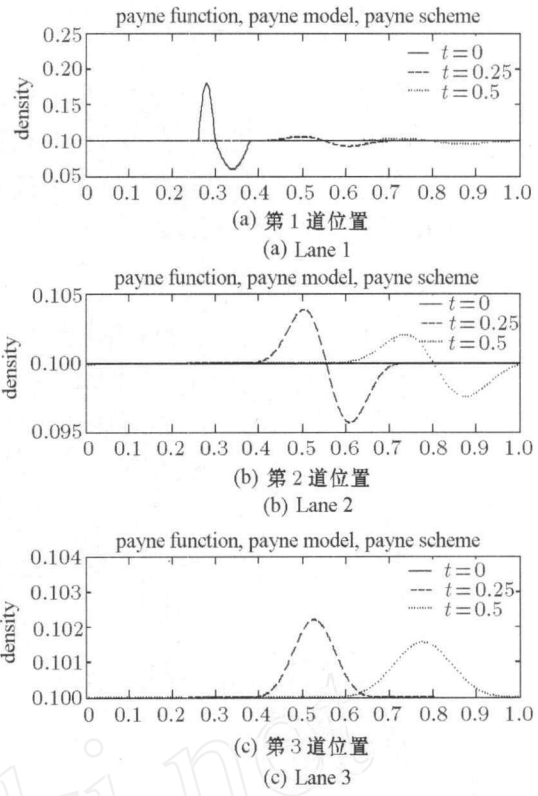 payne function, payne model, payne scheme
0.25
0.20
0.15
0.10
0.05
density
t=0
t=0.25
t=0.5
0 0.1 0.2 0.3 0.4 0.5 0.6 0.7 0.8 0.9 1.0
(a) 第1道位置
(a) Lane 1
payne function, payne model, payne scheme
0.105
0.100
0.095
density
t=0
t=0.25
t=0.5
0 0.1 0.2 0.3 0.4 0.5 0.6 0.7 0.8 0.9 1.0
(b) 第2道位置
(b) Lane 2
payne function, payne model, payne scheme
0.104
0.103
0.102
0.101
0.100
density
t=0
t=0.25
t=0.5
0 0.1 0.2 0.3 0.4 0.5 0.6 0.7 0.8 0.9 1.0
(c) 第3道位置
(c) Lane 3